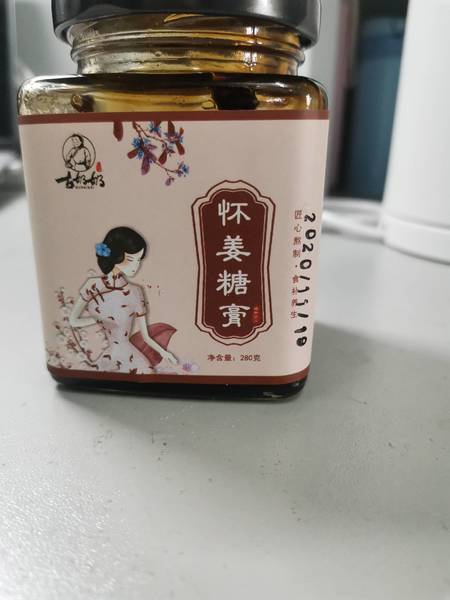 古奶奶
怀姜糖膏
匠心熬制·食补养生
2020/11/19
净含量：280克